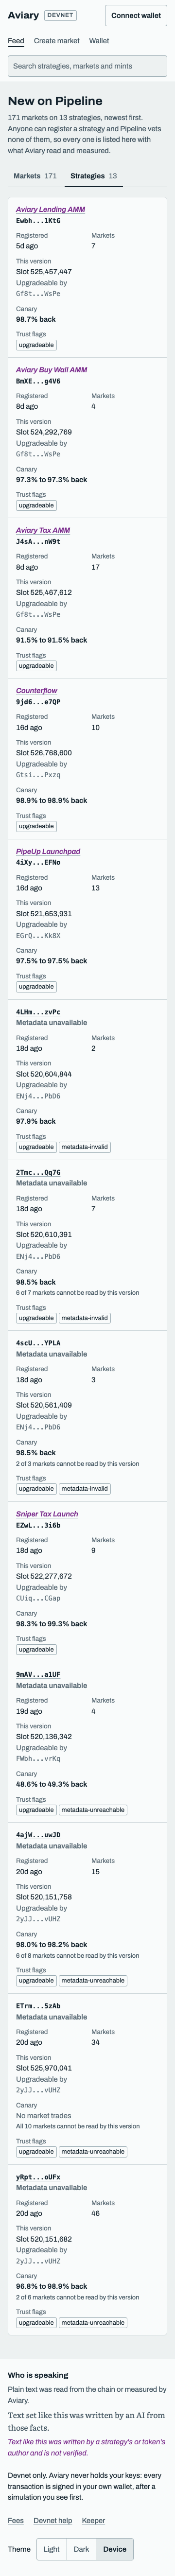 Aviary DEVNET Connect wallet
Feed Create market Wallet
Search strategies, markets and mints
New on Pipeline
171 markets on 13 strategies, newest first.
Anyone can register a strategy and Pipeline vets
none of them, so every one is listed here with
what Aviary read and measured.
Markets 171 Strategies 13
Aviary Lending AMM
Ewbh...1KtG
Registered Markets
5d ago 7
This version
Slot 525,457,447
Upgradeable by
Gf8t...WsPe
Canary
98.7% back
Trust flags
upgradeable
Aviary Buy Wall AMM
BmXE...g4V6
Registered Markets
8d ago 4
This version
Slot 524,292,769
Upgradeable by
Gf8t...WsPe
Canary
97.3% to 97.3% back
Trust flags
upgradeable
Aviary Tax AMM
J4sA...nW9t
Registered Markets
8d ago 17
This version
Slot 525,467,612
Upgradeable by
Gf8t...WsPe
Canary
91.5% to 91.5% back
Trust flags
upgradeable
Counterflow
9jd6...e7QP
Registered Markets
16d ago 10
This version
Slot 526,768,600
Upgradeable by
Gtsi...Pxzq
Canary
98.9% to 98.9% back
Trust flags
upgradeable
PipeUp Launchpad
4iXy...EFNo
Registered Markets
16d ago 13
This version
Slot 521,653,931
Upgradeable by
EGrQ...Kk8X
Canary
97.5% to 97.5% back
Trust flags
upgradeable
4LHm...zvPc
Metadata unavailable
Registered Markets
18d ago 2
This version
Slot 520,604,844
Upgradeable by
ENj4...PbD6
Canary
97.9% back
Trust flags
upgradeable metadata-invalid
2Tmc...Qq7G
Metadata unavailable
Registered Markets
18d ago 7
This version
Slot 520,610,391
Upgradeable by
ENj4...PbD6
Canary
98.5% back
6 of 7 markets cannot be read by this version
Trust flags
upgradeable metadata-invalid
4scU...YPLA
Metadata unavailable
Registered Markets
18d ago 3
This version
Slot 520,561,409
Upgradeable by
ENj4...PbD6
Canary
98.5% back
2 of 3 markets cannot be read by this version
Trust flags
upgradeable metadata-invalid
Sniper Tax Launch
EZwL...3i6b
Registered Markets
18d ago 9
This version
Slot 522,277,672
Upgradeable by
CUiq...CGap
Canary
98.3% to 99.3% back
Trust flags
upgradeable
9mAV...a1UF
Metadata unavailable
Registered Markets
19d ago 4
This version
Slot 520,136,342
Upgradeable by
FWbh...vrKq
Canary
48.6% to 49.3% back
Trust flags
upgradeable metadata-unreachable
4ajW...uwJD
Metadata unavailable
Registered Markets
20d ago 15
This version
Slot 520,151,758
Upgradeable by
2yJJ...vUHZ
Canary
98.0% to 98.2% back
6 of 8 markets cannot be read by this version
Trust flags
upgradeable metadata-unreachable
ETrm...5zAb
Metadata unavailable
Registered Markets
20d ago 34
This version
Slot 525,970,041
Upgradeable by
2yJJ...vUHZ
Canary
No market trades
All 10 markets cannot be read by this version
Trust flags
upgradeable metadata-unreachable
yRpt...oUFx
Metadata unavailable
Registered Markets
20d ago 46
This version
Slot 520,151,682
Upgradeable by
2yJJ...vUHZ
Canary
96.8% to 98.9% back
2 of 6 markets cannot be read by this version
Trust flags
upgradeable metadata-unreachable
Who is speaking
Plain text was read from the chain or measured by
Aviary.
Text set like this was written by an AI from
those facts.
Text like this was written by a strategy's or token's
author and is not verified.
Devnet only. Aviary never holds your keys: every
transaction is signed in your own wallet, after a
simulation you see first.
Fees Devnet help Keeper
Theme Light Dark Device